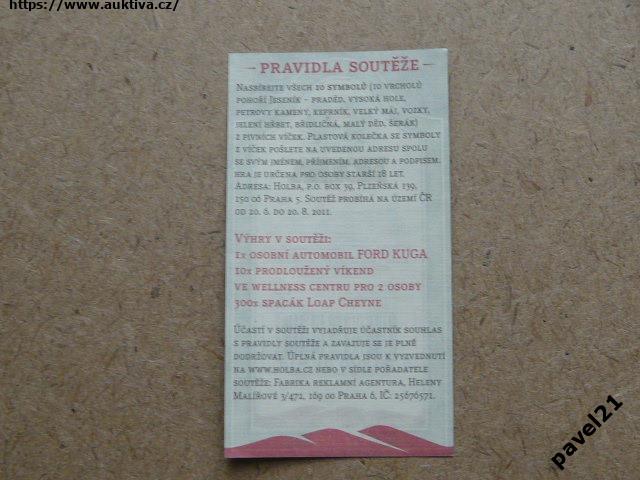 https://www.auktiva.cz/
– PRAVIDLA SOUTĚŽE –
Nasbírejte všech 10 symbolů (10 vrcholů
pohoří Jeseník – Praděd, Vysoká hole,
Petrovy kameny, Keprník, Velký Máj, Vozky,
Jelení hřbet, Břidličná, Malý Děd, Šerák)
z pivních víček. Plastová kolečka se symboly
z víček pošlete na uvedenou adresu spolu
se svým jménem, příjmením, adresou a podpisem.
Hra je určena pro osoby starší 18 let.
Adresa: Holba, P.O. BOX 39, Plzeňská 139,
150 00 Praha 5. Soutěž probíhá na území ČR
od 20. 6. do 20. 8. 2011.
Výhry v soutěži:
1x osobní automobil FORD KUGA
10x prodloužený víkend
ve wellness centru pro 2 osoby
300x spacák Loap Cheyne
Účastí v soutěži vyjadřuje účastník souhlas
s pravidly soutěže a zavazuje se je plně
dodržovat. Úplná pravidla jsou k vyzvednutí
na www.holba.cz nebo v sídle pořadatele
soutěže: Fabrika reklamní agentura, Heleny
Malířové 3/472, 169 00 Praha 6, IČ: 25676571.
pavel21